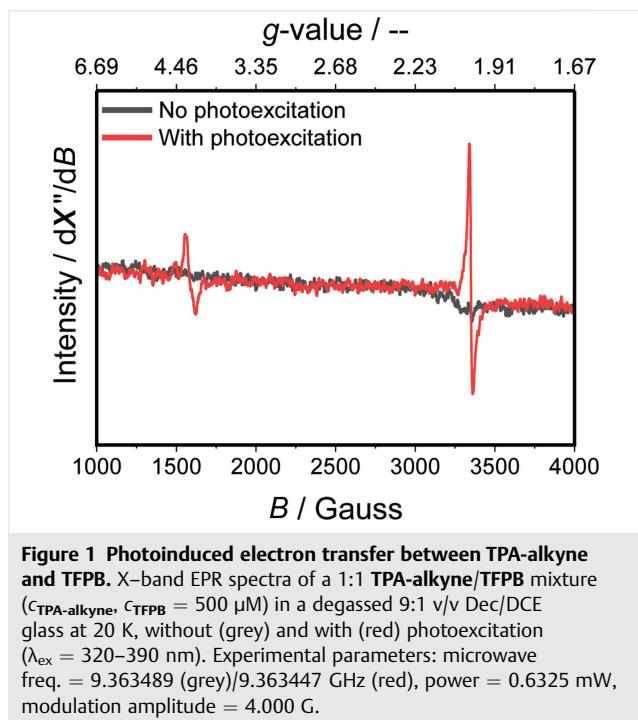 g-value / --
6.69 4.46 3.35 2.68 2.23 1.91 1.67
No photoexcitation
With photoexcitation
Intensity / dX"/dB
1000 1500 2000 2500 3000 3500 4000
B / Gauss
Figure 1 Photoinduced electron transfer between TPA-alkyne
and TFPB. X–band EPR spectra of a 1:1 TPA-alkyne/TFPB mixture
(cTPA-alkyne, cTFPB = 500 μM) in a degassed 9:1 v/v Dec/DCE
glass at 20 K, without (grey) and with (red) photoexcitation
(λex = 320–390 nm). Experimental parameters: microwave
freq. = 9.363489 (grey)/9.363447 GHz (red), power = 0.6325 mW,
modulation amplitude = 4.000 G.